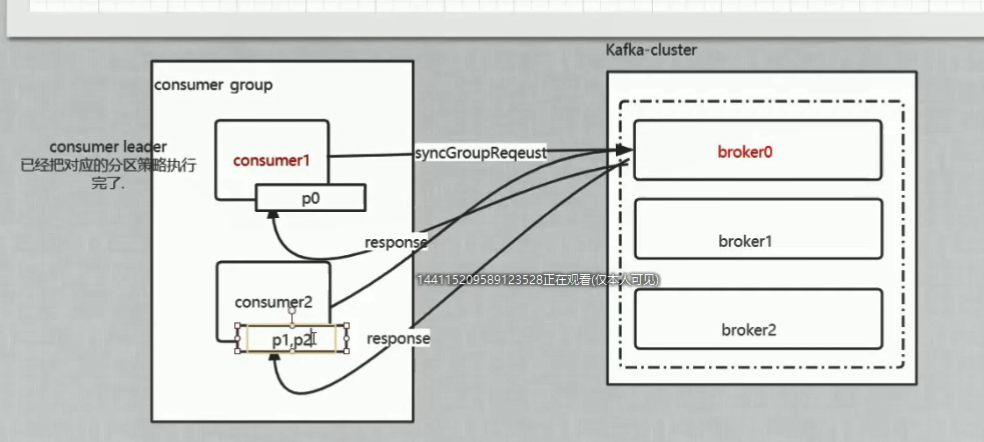 Kafka-cluster
consumer group
consumer leader
已经把对应的分区策略执行
完了.
consumer1
syncGroupReqeust
broker0
p0
response
broker1
144115209589123528正在观看(仅本人可见)
consumer2
p1,p2
response
broker2